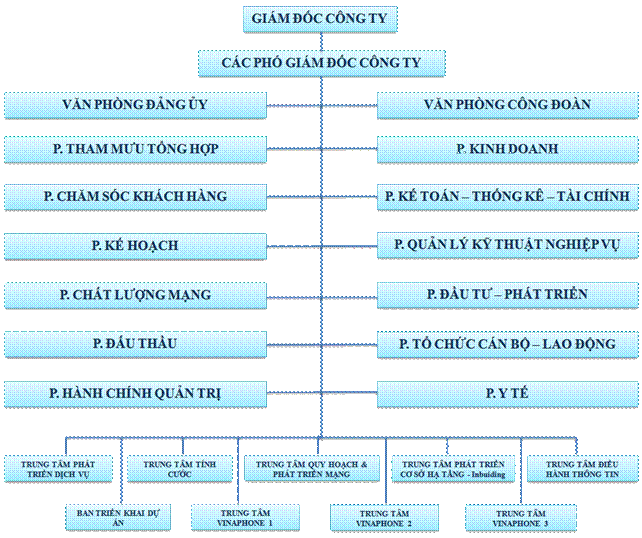 GIÁM ĐỐC CÔNG TY
CÁC PHÓ GIÁM ĐỐC CÔNG TY
VĂN PHÒNG ĐẢNG ỦY
VĂN PHÒNG CÔNG ĐOÀN
P. THAM MƯU TỔNG HỢP
P. KINH DOANH
P. CHĂM SÓC KHÁCH HÀNG
P. KẾ TOÁN – THỐNG KÊ – TÀI CHÍNH
P. KẾ HOẠCH
P. QUẢN LÝ KỸ THUẬT NGHIỆP VỤ
P. CHẤT LƯỢNG MẠNG
P. ĐẦU TƯ – PHÁT TRIỂN
P. ĐẤU THẦU
P. TỔ CHỨC CÁN BỘ – LAO ĐỘNG
P. HÀNH CHÍNH QUẢN TRỊ
P. Y TẾ
TRUNG TÂM PHÁT
TRIỂN DỊCH VỤ
TRUNG TÂM TÍNH
CƯỚC
TRUNG TÂM QUY HOẠCH &
PHÁT TRIỂN MẠNG
TRUNG TÂM PHÁT TRIỂN
CƠ SỞ HẠ TẦNG - Inbuiding
TRUNG TÂM ĐIỀU
HÀNH THÔNG TIN
BAN TRIỂN KHAI DỰ
ÁN
TRUNG TÂM
VINAPHONE 1
TRUNG TÂM
VINAPHONE 2
TRUNG TÂM
VINAPHONE 3